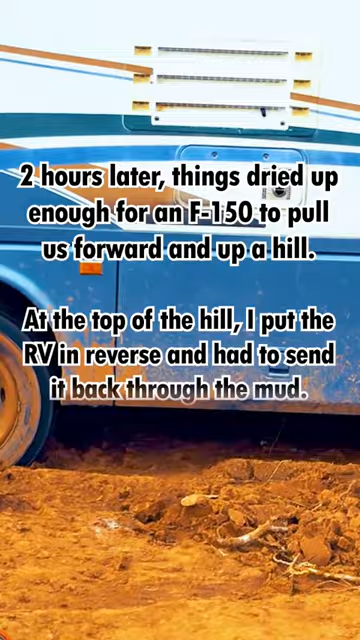 2 hours later, things dried up
enough for an F-150 to pull
us forward and up a hill.
At the top of the hill, I put the
RV in reverse and had to send
it back through the mud.